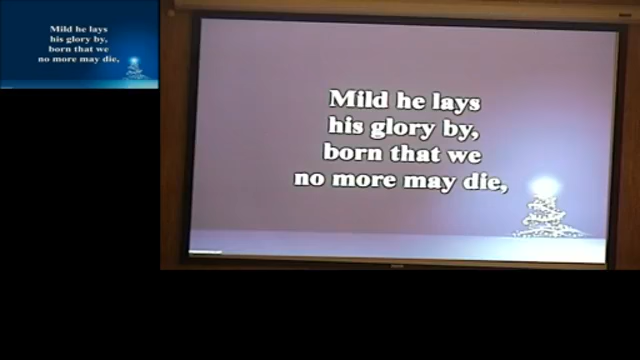 Mild he lays
his glory by,
born that we
no more may die,
Mild he lays
his glory by,
born that we
no more may die,